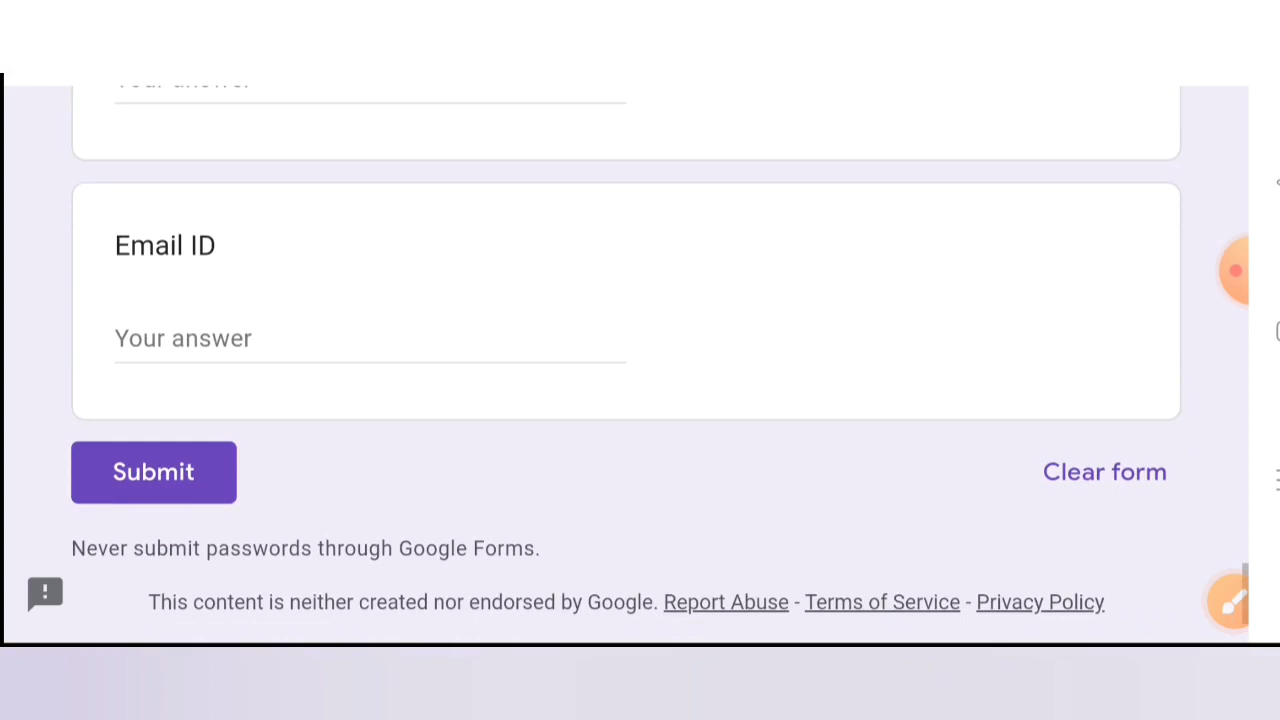 Email ID
Your answer
Submit
Clear form
Never submit passwords through Google Forms.
This content is neither created nor endorsed by Google. Report Abuse - Terms of Service - Privacy Policy